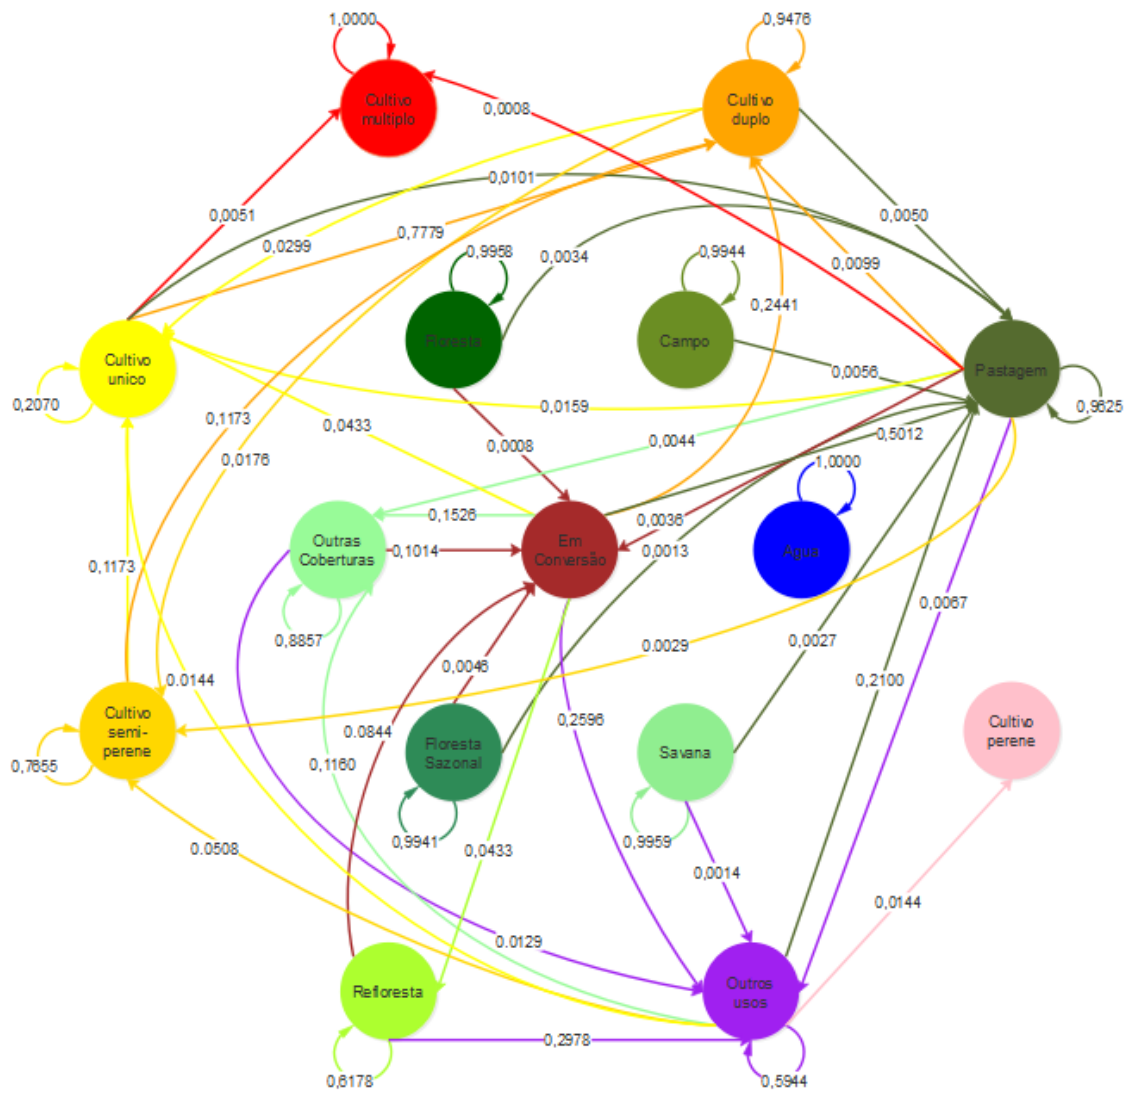 1,0000
0,9476
Cultivo
multiplo
0,0008
Cultivo
duplo
0,0101
0,0051
0,0050
0,7779
0,0299
0,9958
0,0034
0,9944
0,0099
0,2441
Floresta
Campo
Cultivo
unico
Pastagem
0,0056
0,2070
0,0159
0,9625
0,1173
0,0433
0,5012
0,0044
0,0008
0,0176
1,0000
0,1526
0,0036
Outras
Coberturas
0,1014
Em
Conversão
0,0013
Agua
0,1173
0,0067
0,8857
0,0027
0.0029
0,0046
0.0144
0,2100
Cultivo
semi-
perene
0,2596
Cultivo
perene
0.0844
Floresta
Sazonal
Savana
0,7655
0,1160
0,9941
0,9959
0.0508
0,0433
0,0014
0,0144
0.0129
Refloresta
Outros
usos
0,2978
0,6178
0,5944